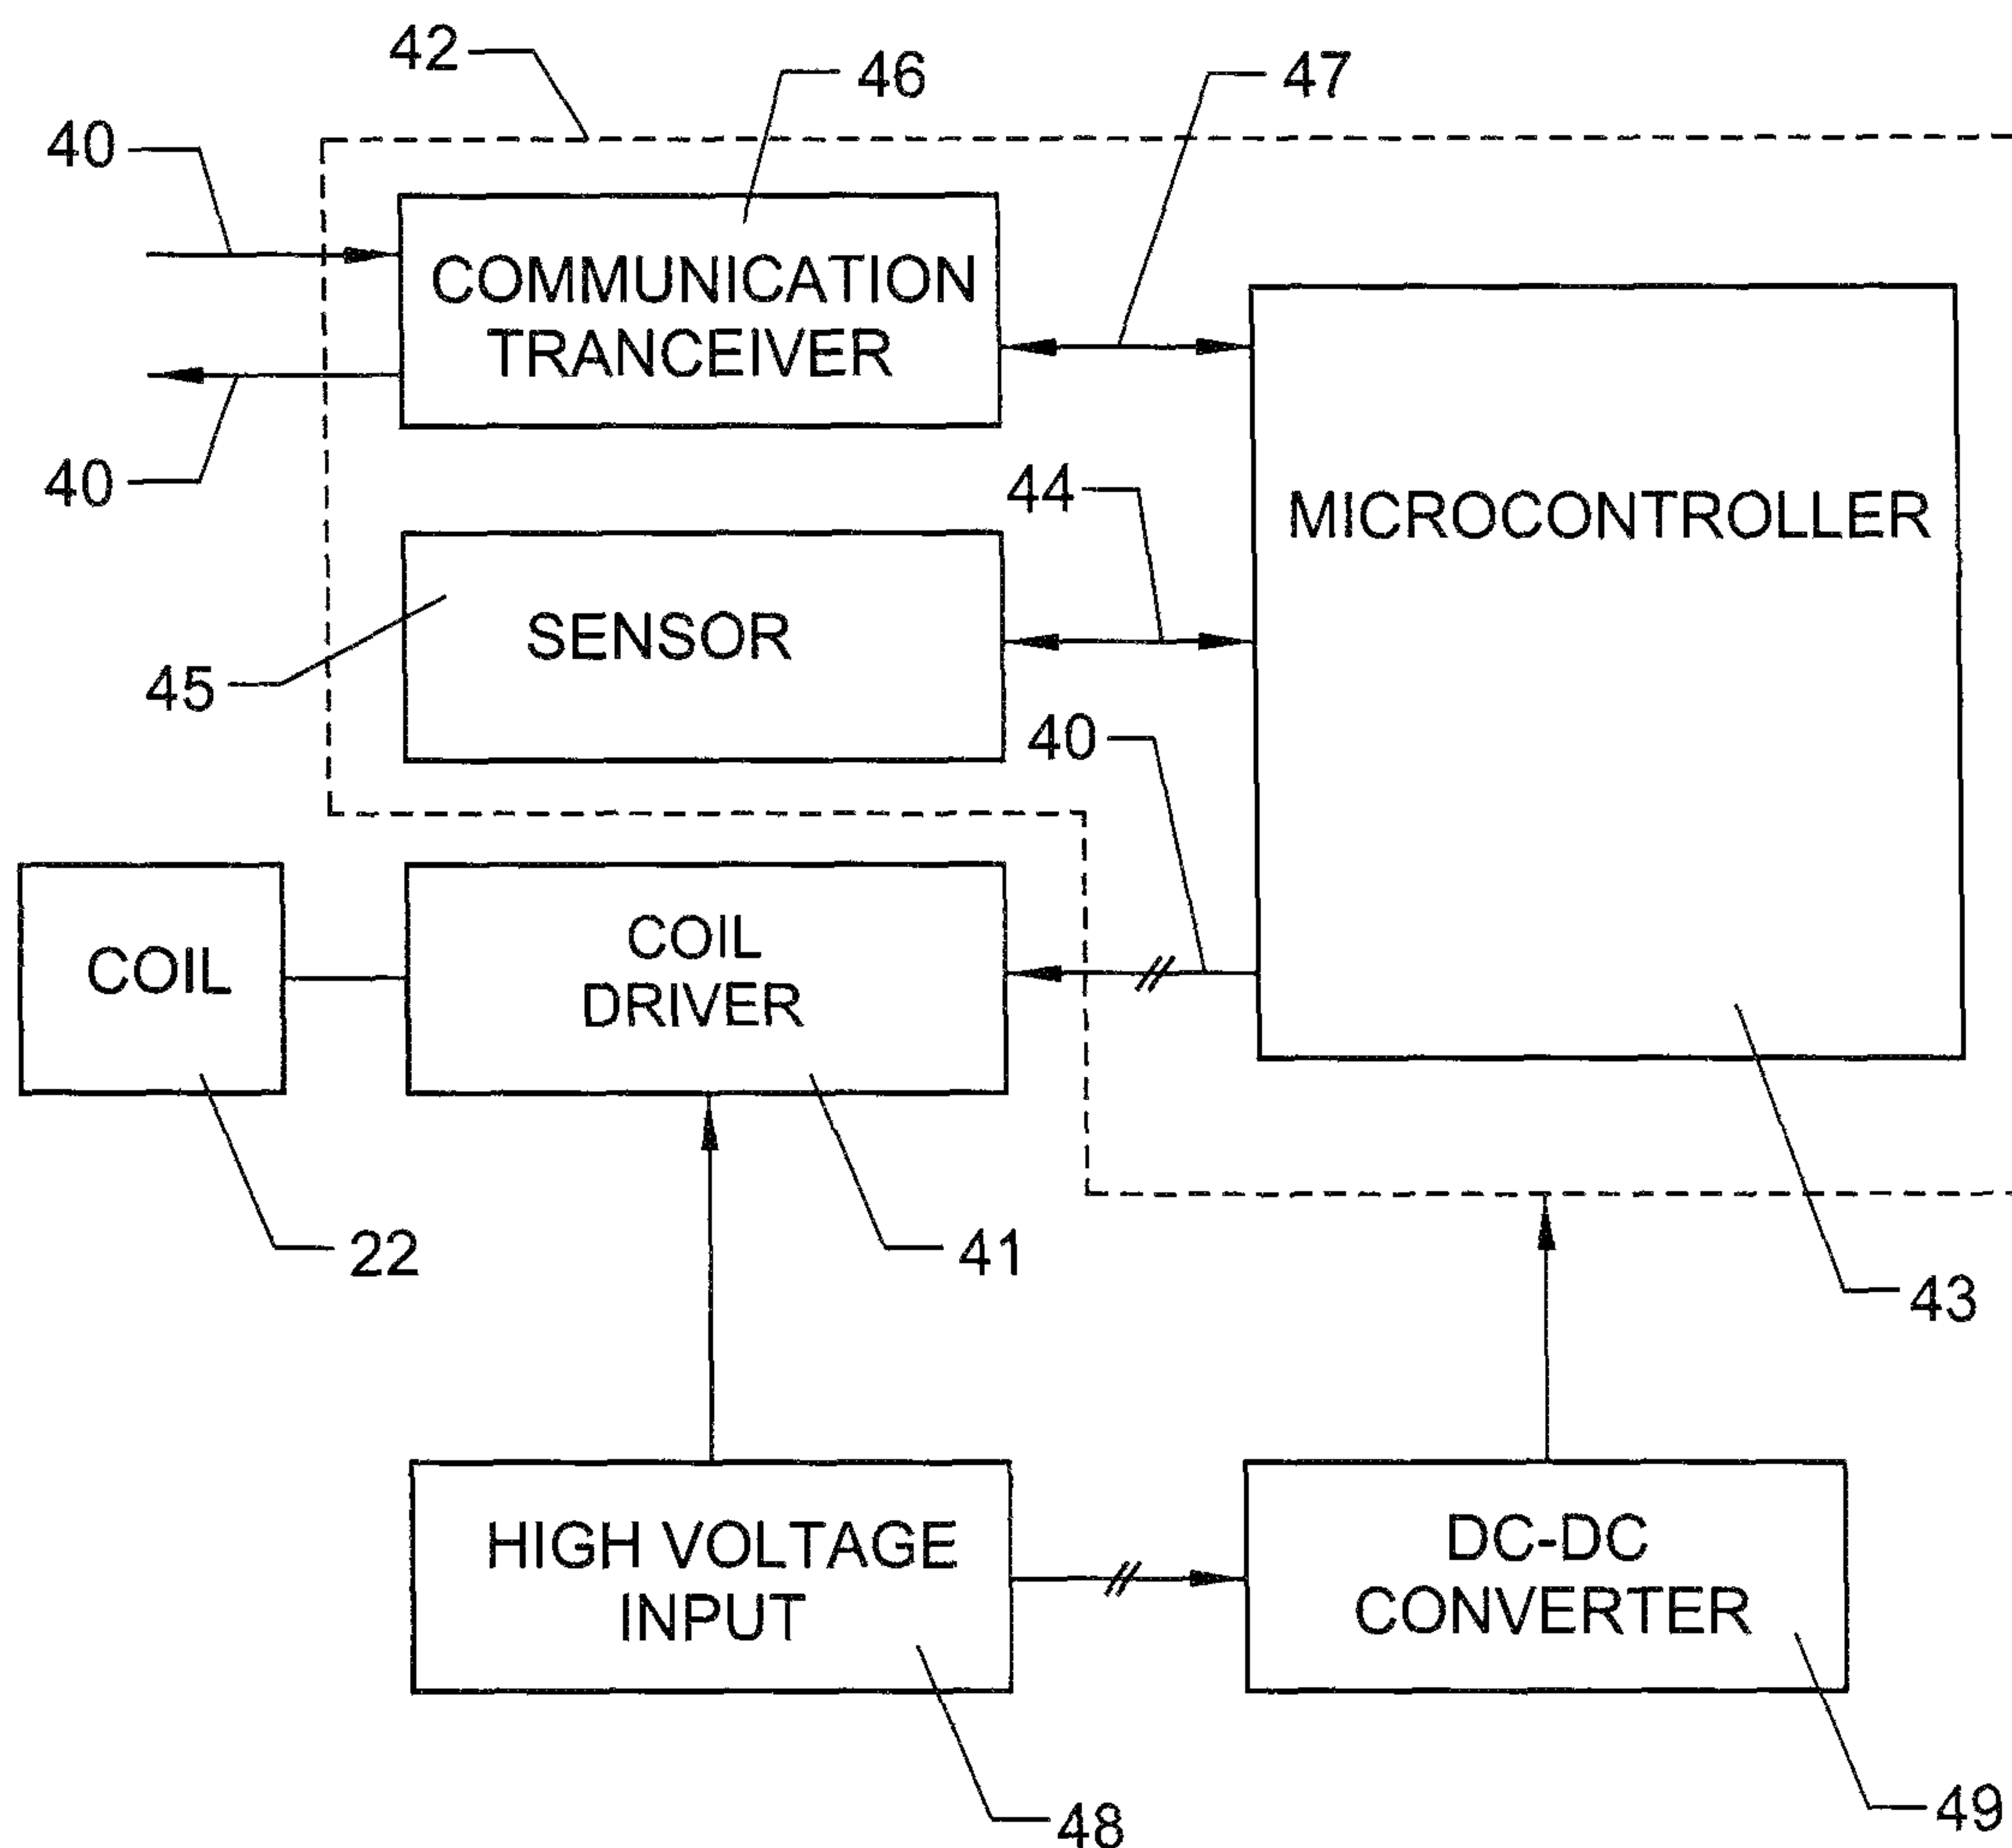 42
46
47
40
COMMUNICATION
TRANCEIVER
40
44
MICROCONTROLLER
SENSOR
45
40
COIL
COIL
DRIVER
22
41
43
HIGH VOLTAGE
INPUT
DC-DC
CONVERTER
48
49